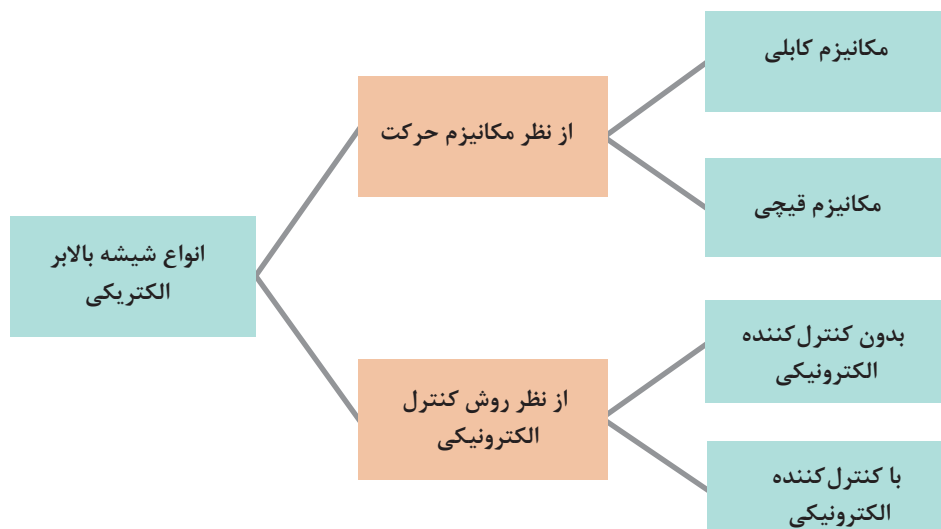 انواع شیشه بالابر
الکتریکی
از نظر مکانیزم حرکت
مکانیزم کابلی
مکانیزم قیچی
از نظر روش کنترل
الکترونیکی
بدون کنترل‌کننده
الکترونیکی
با کنترل‌کننده
الکترونیکی